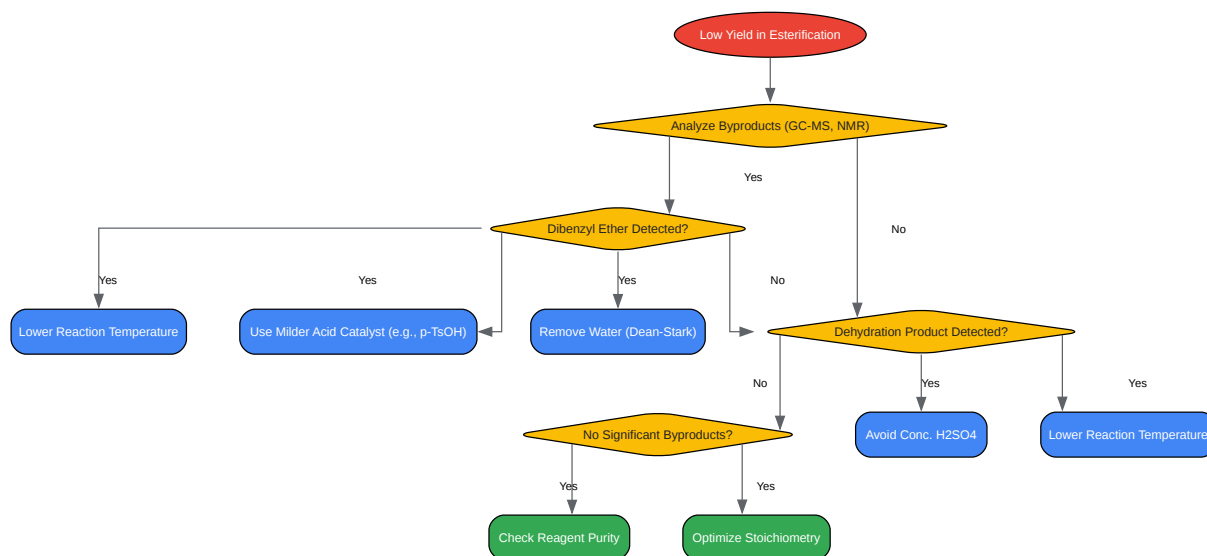 Low Yield in Esterification
Analyze Byproducts (GC-MS, NMR)
Yes
Dibenzyl Ether Detected?
No
Yes
Yes
Yes
No
Lower Reaction Temperature
Use Milder Acid Catalyst (e.g., p-TsOH)
Remove Water (Dean-Stark)
Dehydration Product Detected?
No
Yes
Yes
No Significant Byproducts?
Avoid Conc. H2SO4
Lower Reaction Temperature
Yes
Yes
Check Reagent Purity
Optimize Stoichiometry